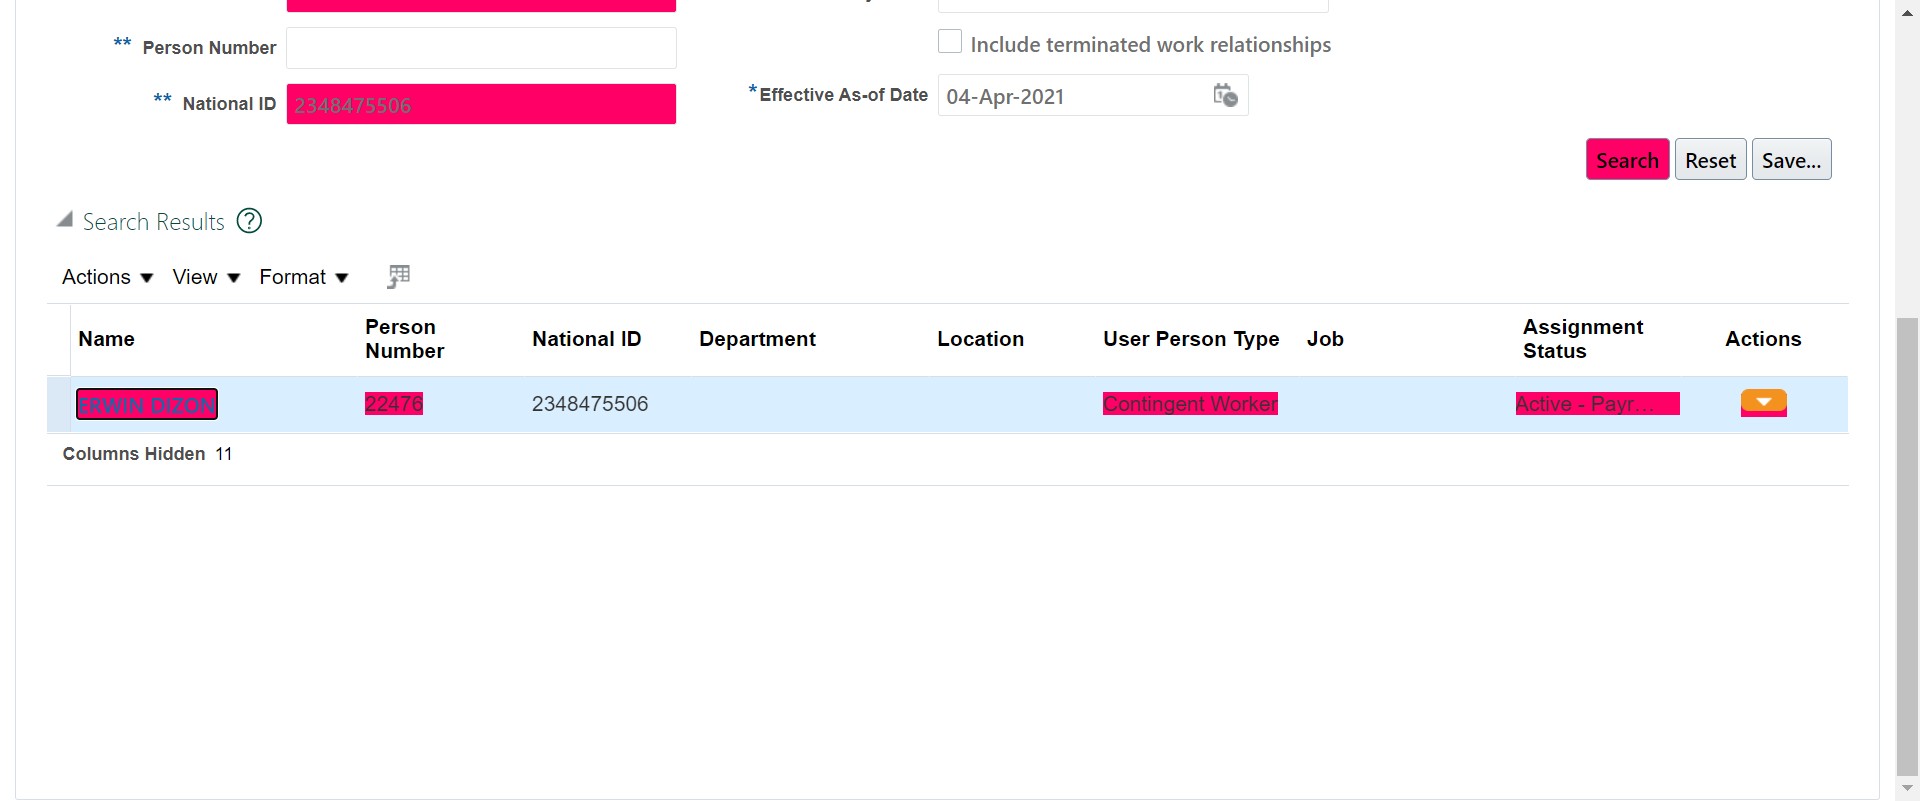 ** Person Number
Include terminated work relationships
** National ID 2348475506
*Effective As-of Date 04-Apr-2021
Search Reset Save...
Search Results ?
Actions View Format
Name Person Number National ID Department Location User Person Type Job Assignment Status Actions
ERWIN DIZON 22476 2348475506 Contingent Worker Active - Payr...
Columns Hidden 11